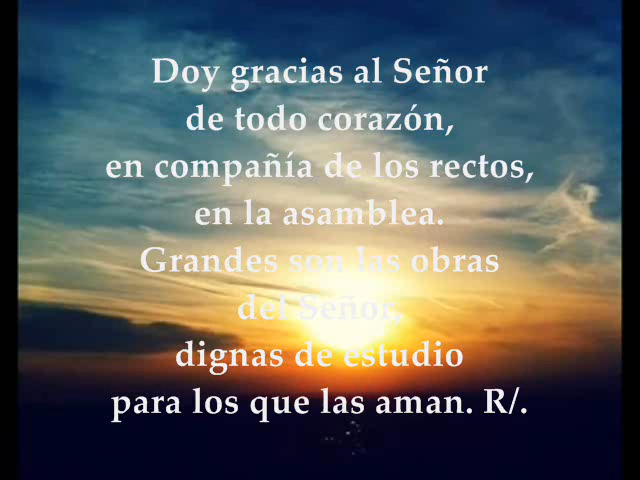 Doy gracias al Señor
de todo corazón,
en compañía de los rectos,
en la asamblea.
Grandes son las obras
del Señor,
dignas de estudio
para los que las aman. R/.